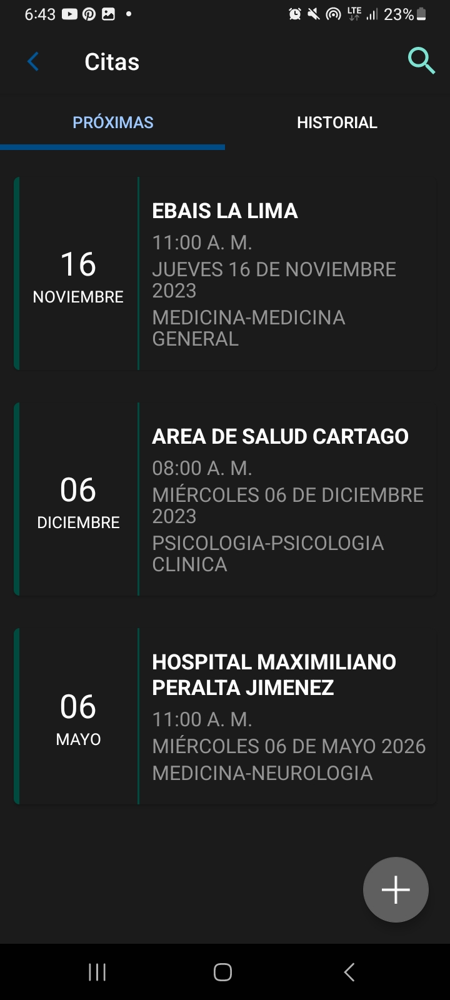 6:43
LTE
23%
Citas
PRÓXIMAS
HISTORIAL
16
NOVIEMBRE
EBAIS LA LIMA
11:00 A. M.
JUEVES 16 DE NOVIEMBRE
2023
MEDICINA-MEDICINA
GENERAL
06
DICIEMBRE
AREA DE SALUD CARTAGO
08:00 A. M.
MIÉRCOLES 06 DE DICIEMBRE
2023
PSICOLOGIA-PSICOLOGIA
CLINICA
06
MAYO
HOSPITAL MAXIMILIANO
PERALTA JIMENEZ
11:00 A. M.
MIÉRCOLES 06 DE MAYO 2026
MEDICINA-NEUROLOGIA